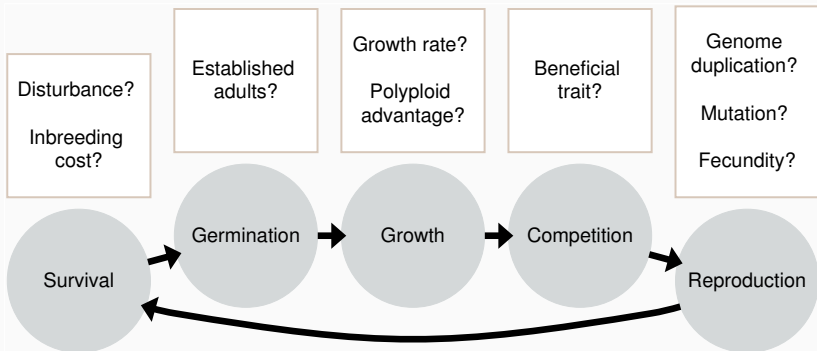 Disturbance?
Inbreeding
cost?
Established
adults?
Growth rate?
Polyploid
advantage?
Beneficial
trait?
Genome
duplication?
Mutation?
Fecundity?
Survival
Germination
Growth
Competition
Reproduction